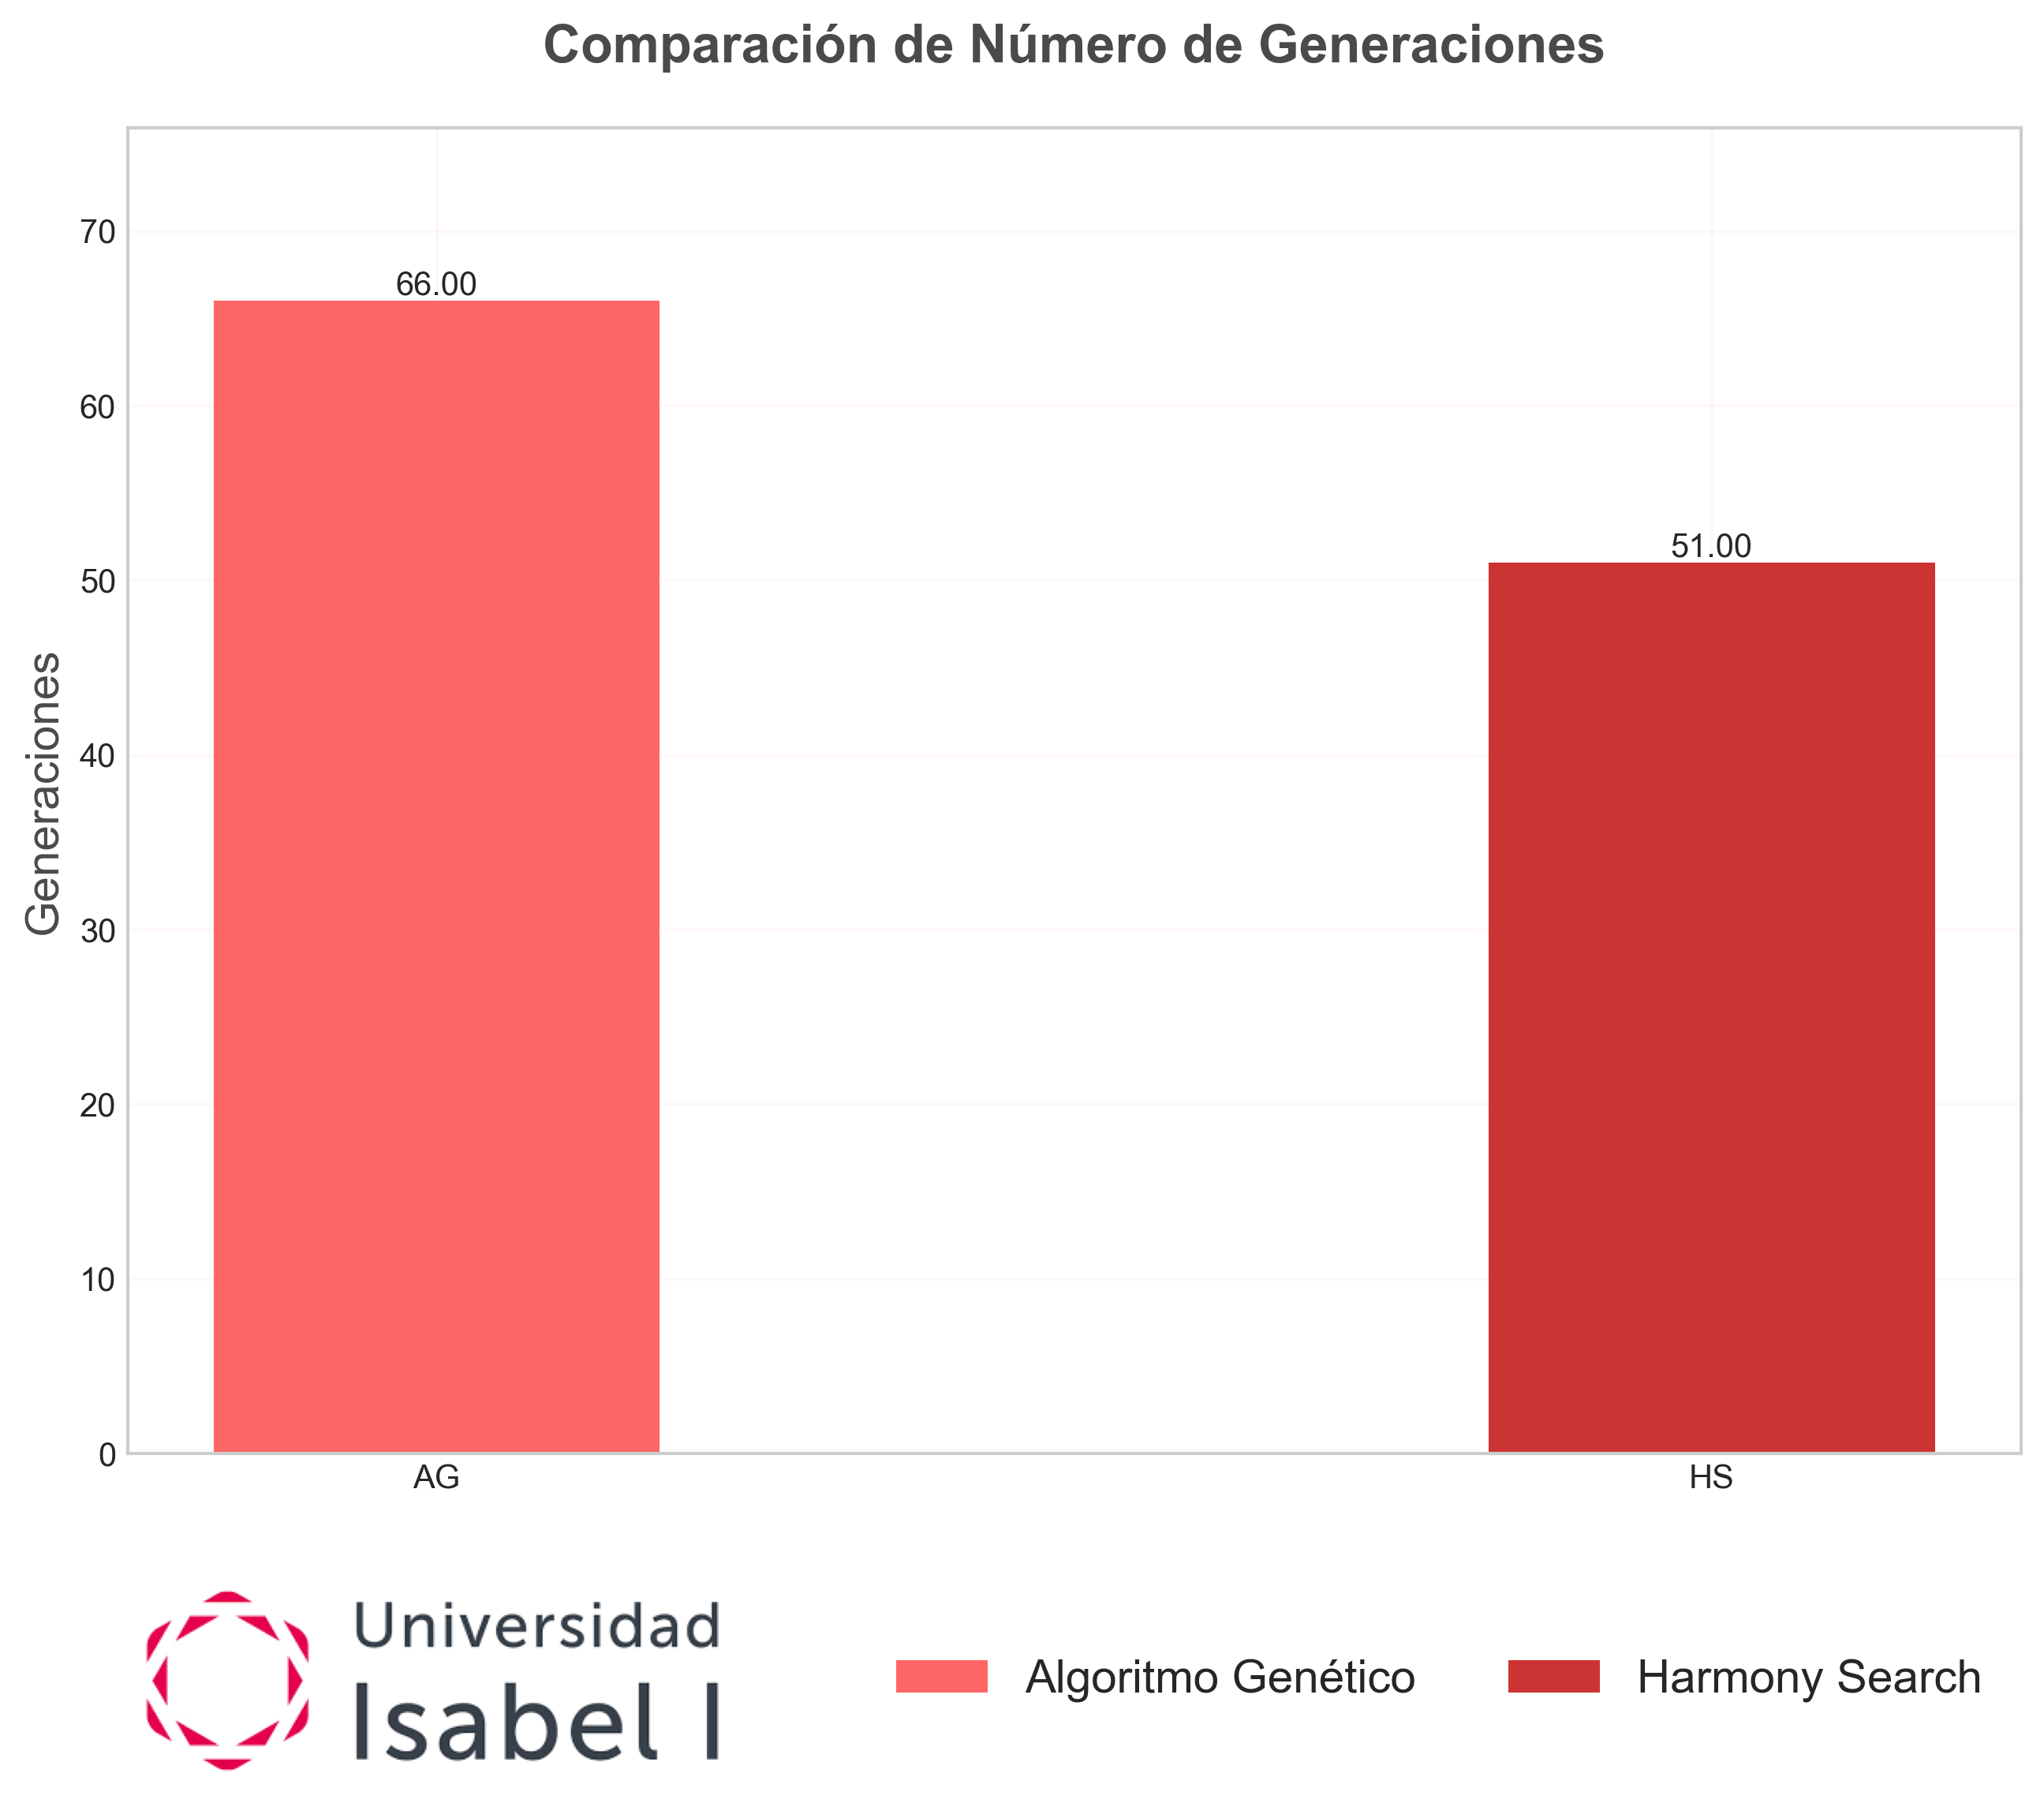 Comparación de Número de Generaciones
Generaciones
70
60
50
40
30
20
10
0
66.00
51.00
AG
HS
Universidad
Isabel I
Algoritmo Genético
Harmony Search